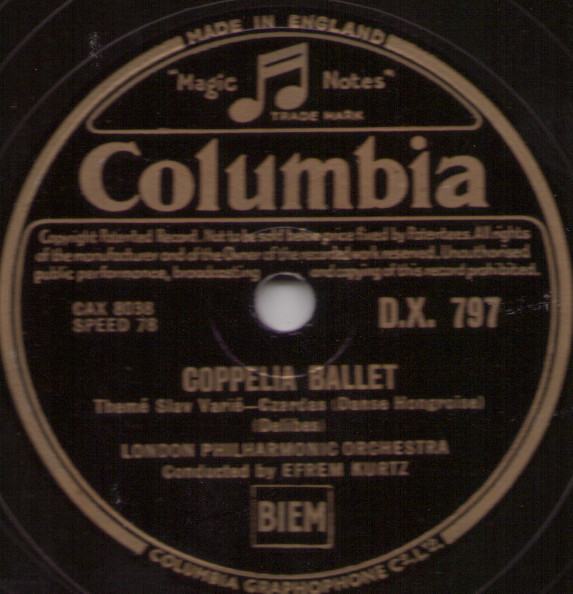 MADE IN ENGLAND
"Magic Notes"
TRADE MARK
Columbia
Copyright Patented Record. Not to be sold below price fixed by Patentees. All rights
of the manufacturer and of the Owner of the recorded work reserved. Unauthorised
public performance, broadcasting and copying of this record prohibited.
CAX 8038
SPEED 78
D.X. 797
COPPELIA BALLET
Themé Slav Varié—Czardas (Danse Hongroise)
(Delibes)
LONDON PHILHARMONIC ORCHESTRA
Conducted by EFREM KURTZ
BIEM
COLUMBIA GRAPHOPHONE Co. LTD.